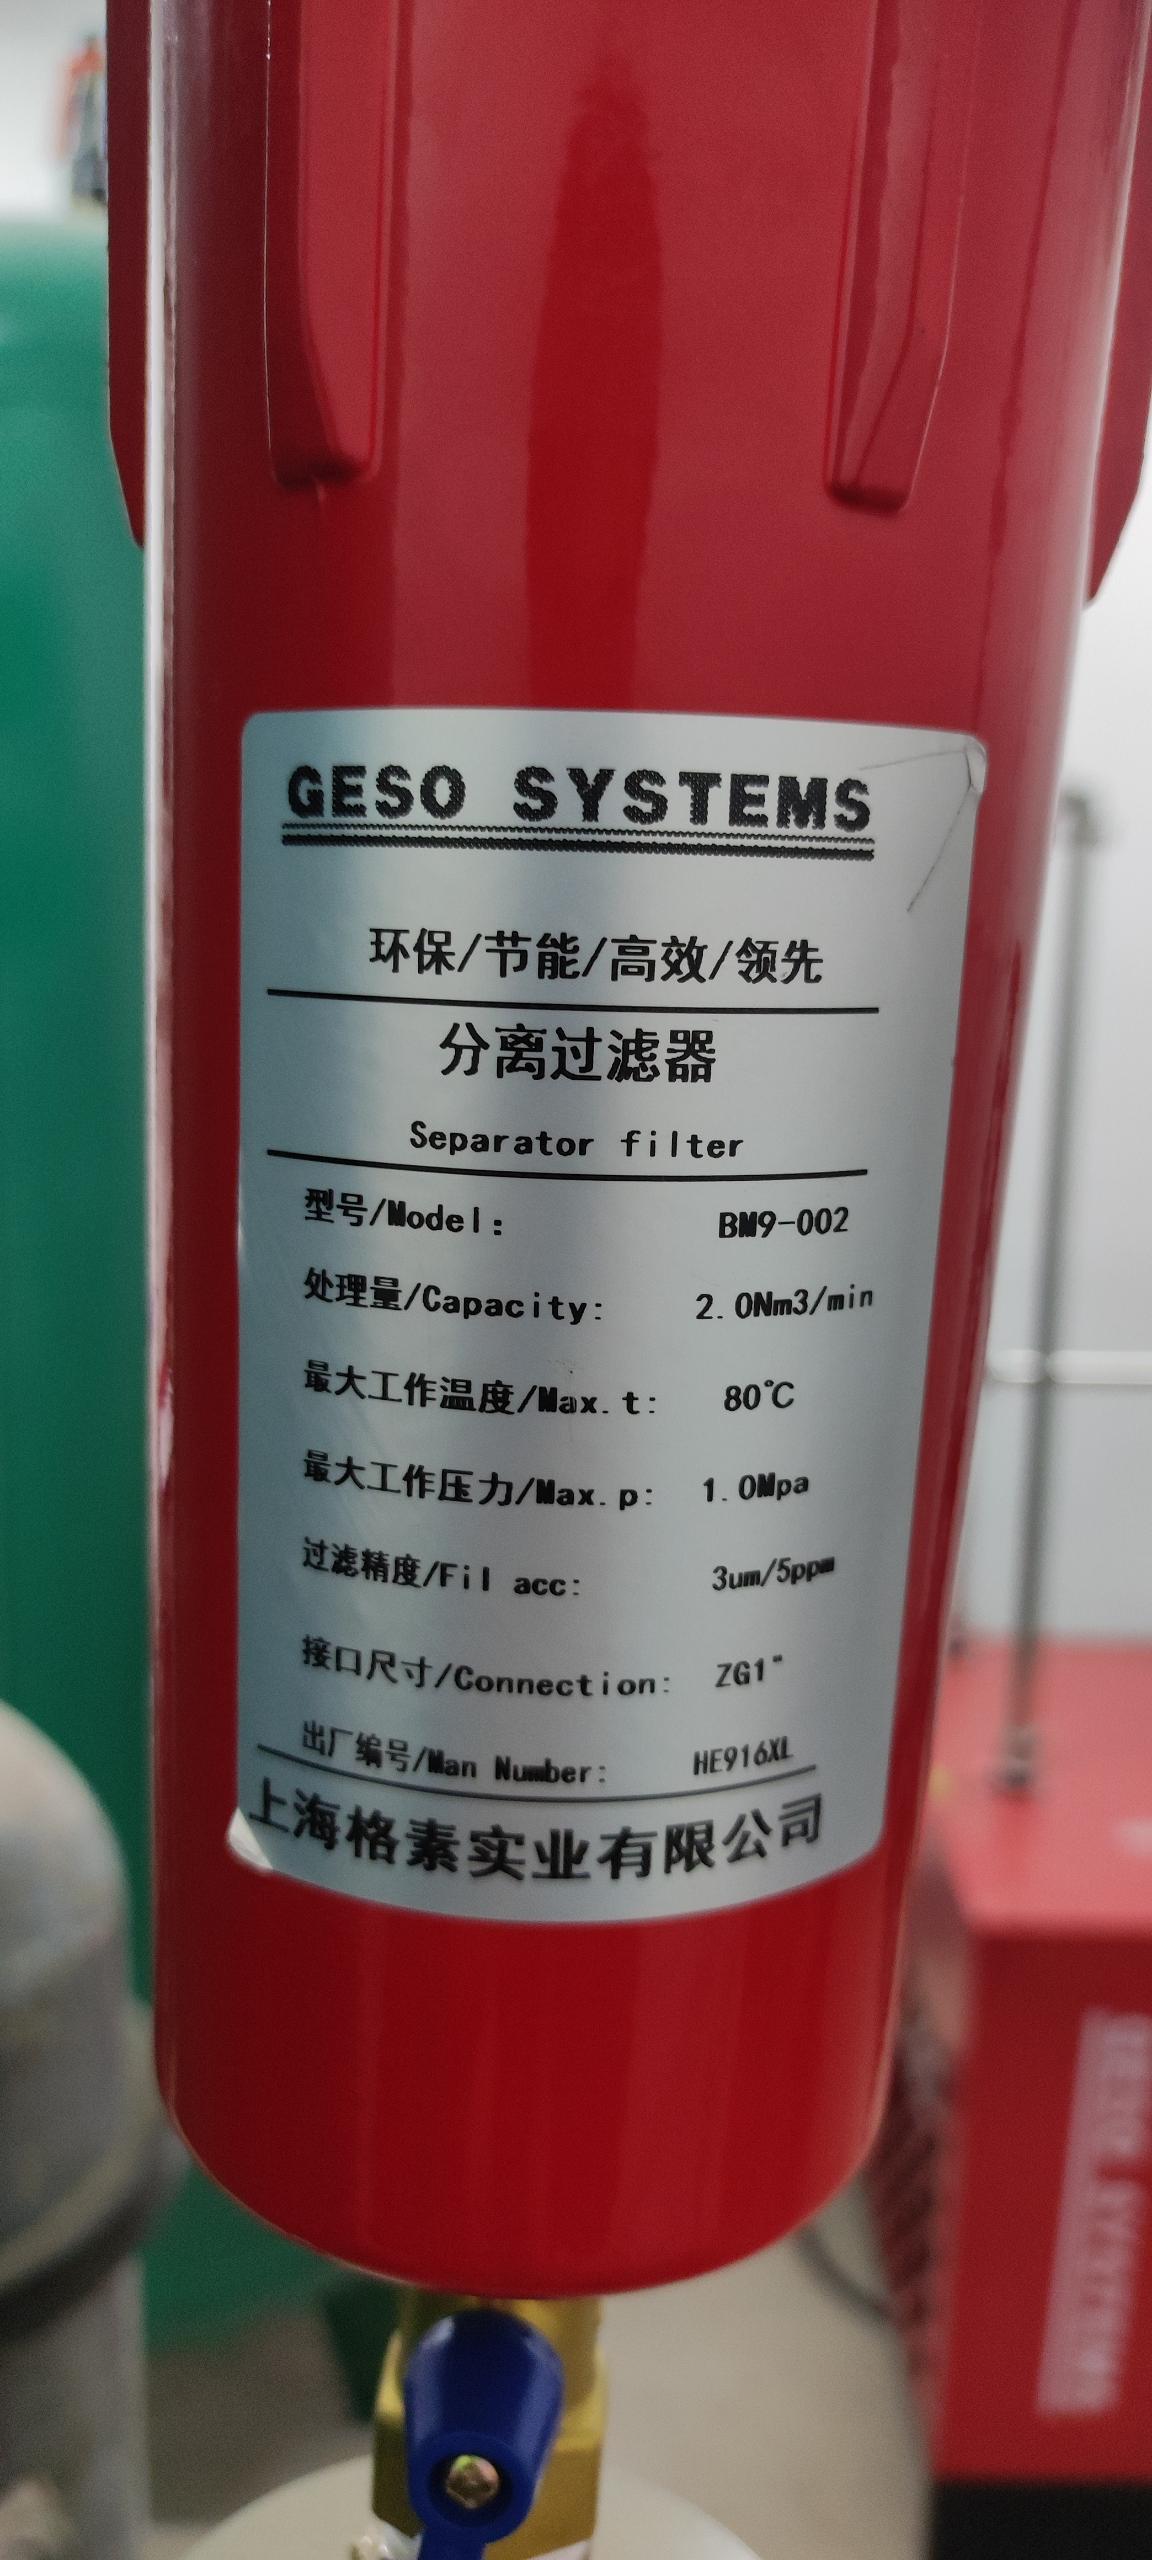 GESO SYSTEMS
环保/节能/高效/领先
分离过滤器
Separator filter
型号/Model: BM9-002
处理量/Capacity: 2.0Nm3/min
最大工作温度/Max.t: 80℃
最大工作压力/Max.p: 1.0Mpa
过滤精度/Fil acc: 3um/5ppm
接口尺寸/Connection: ZG1"
出厂编号/Man Number: HE916XL
上海格素实业有限公司